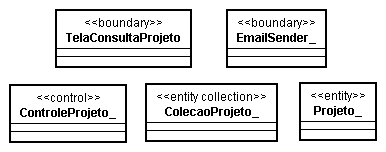 <<boundary>>
TelaConsultaProjeto
<<boundary>>
EmailSender_
<<control>>
ControleProjeto_
<<entity collection>>
ColecaoProjeto_
<<entity>>
Projeto_